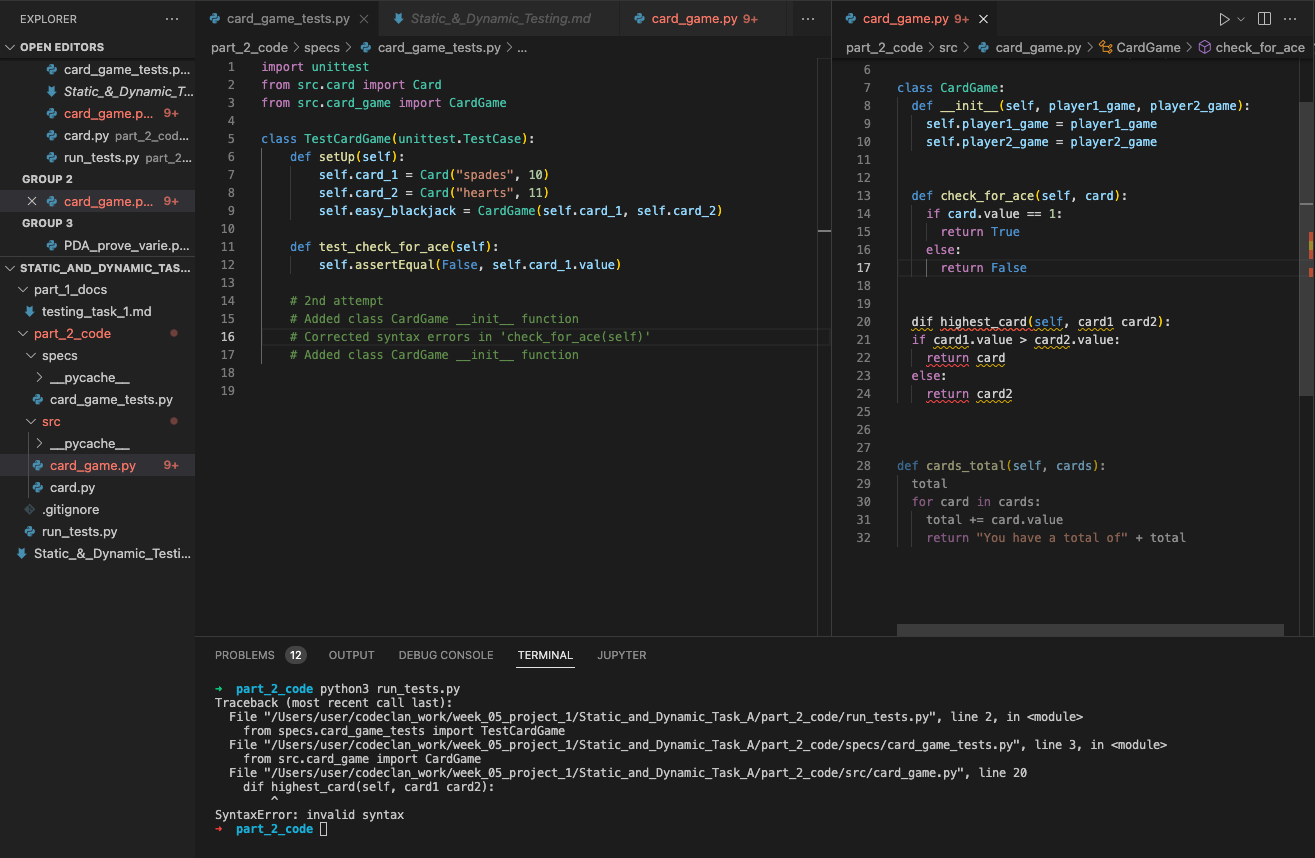 EXPLORER ...
OPEN EDITORS
card_game_tests.p...
Static_&_Dynamic_T...
card_game.p... 9+
card.py part_2_cod...
run_tests.py part_2...
GROUP 2
card_game.p... 9+
GROUP 3
PDA_prove_varie.p...
STATIC_AND_DYNAMIC_TAS...
part_1_docs
testing_task_1.md
part_2_code
specs
__pycache__
card_game_tests.py
src
__pycache__
card_game.py 9+
card.py
.gitignore
run_tests.py
Static_&_Dynamic_Testi...
card_game_tests.py Static_&_Dynamic_Testing.md card_game.py 9+ ...
part_2_code > specs > card_game_tests.py > ...
1 import unittest
2 from src.card import Card
3 from src.card_game import CardGame
4
5 class TestCardGame(unittest.TestCase):
6 def setUp(self):
7 self.card_1 = Card("spades", 10)
8 self.card_2 = Card("hearts", 11)
9 self.easy_blackjack = CardGame(self.card_1, self.card_2)
10
11 def test_check_for_ace(self):
12 self.assertEqual(False, self.card_1.value)
13
14 # 2nd attempt
15 # Added class CardGame __init__ function
16 # Corrected syntax errors in 'check_for_ace(self)'
17 # Added class CardGame __init__ function
18
19
card_game.py 9+ ...
part_2_code > src > card_game.py > CardGame > check_for_ace
6
7 class CardGame:
8 def __init__(self, player1_game, player2_game):
9 self.player1_game = player1_game
10 self.player2_game = player2_game
11
12
13 def check_for_ace(self, card):
14 if card.value == 1:
15 return True
16 else:
17 return False
18
19
20 dif highest_card(self, card1 card2):
21 if card1.value > card2.value:
22 return card
23 else:
24 return card2
25
26
27
28 def cards_total(self, cards):
29 total
30 for card in cards:
31 total += card.value
32 return "You have a total of" + total
PROBLEMS 12 OUTPUT DEBUG CONSOLE TERMINAL JUPYTER
→ part_2_code python3 run_tests.py
Traceback (most recent call last):
File "/Users/user/codeclan_work/week_05_project_1/Static_and_Dynamic_Task_A/part_2_code/run_tests.py", line 2, in <module>
from specs.card_game_tests import TestCardGame
File "/Users/user/codeclan_work/week_05_project_1/Static_and_Dynamic_Task_A/part_2_code/specs/card_game_tests.py", line 3, in <module>
from src.card_game import CardGame
File "/Users/user/codeclan_work/week_05_project_1/Static_and_Dynamic_Task_A/part_2_code/src/card_game.py", line 20
dif highest_card(self, card1 card2):
^
SyntaxError: invalid syntax
→ part_2_code